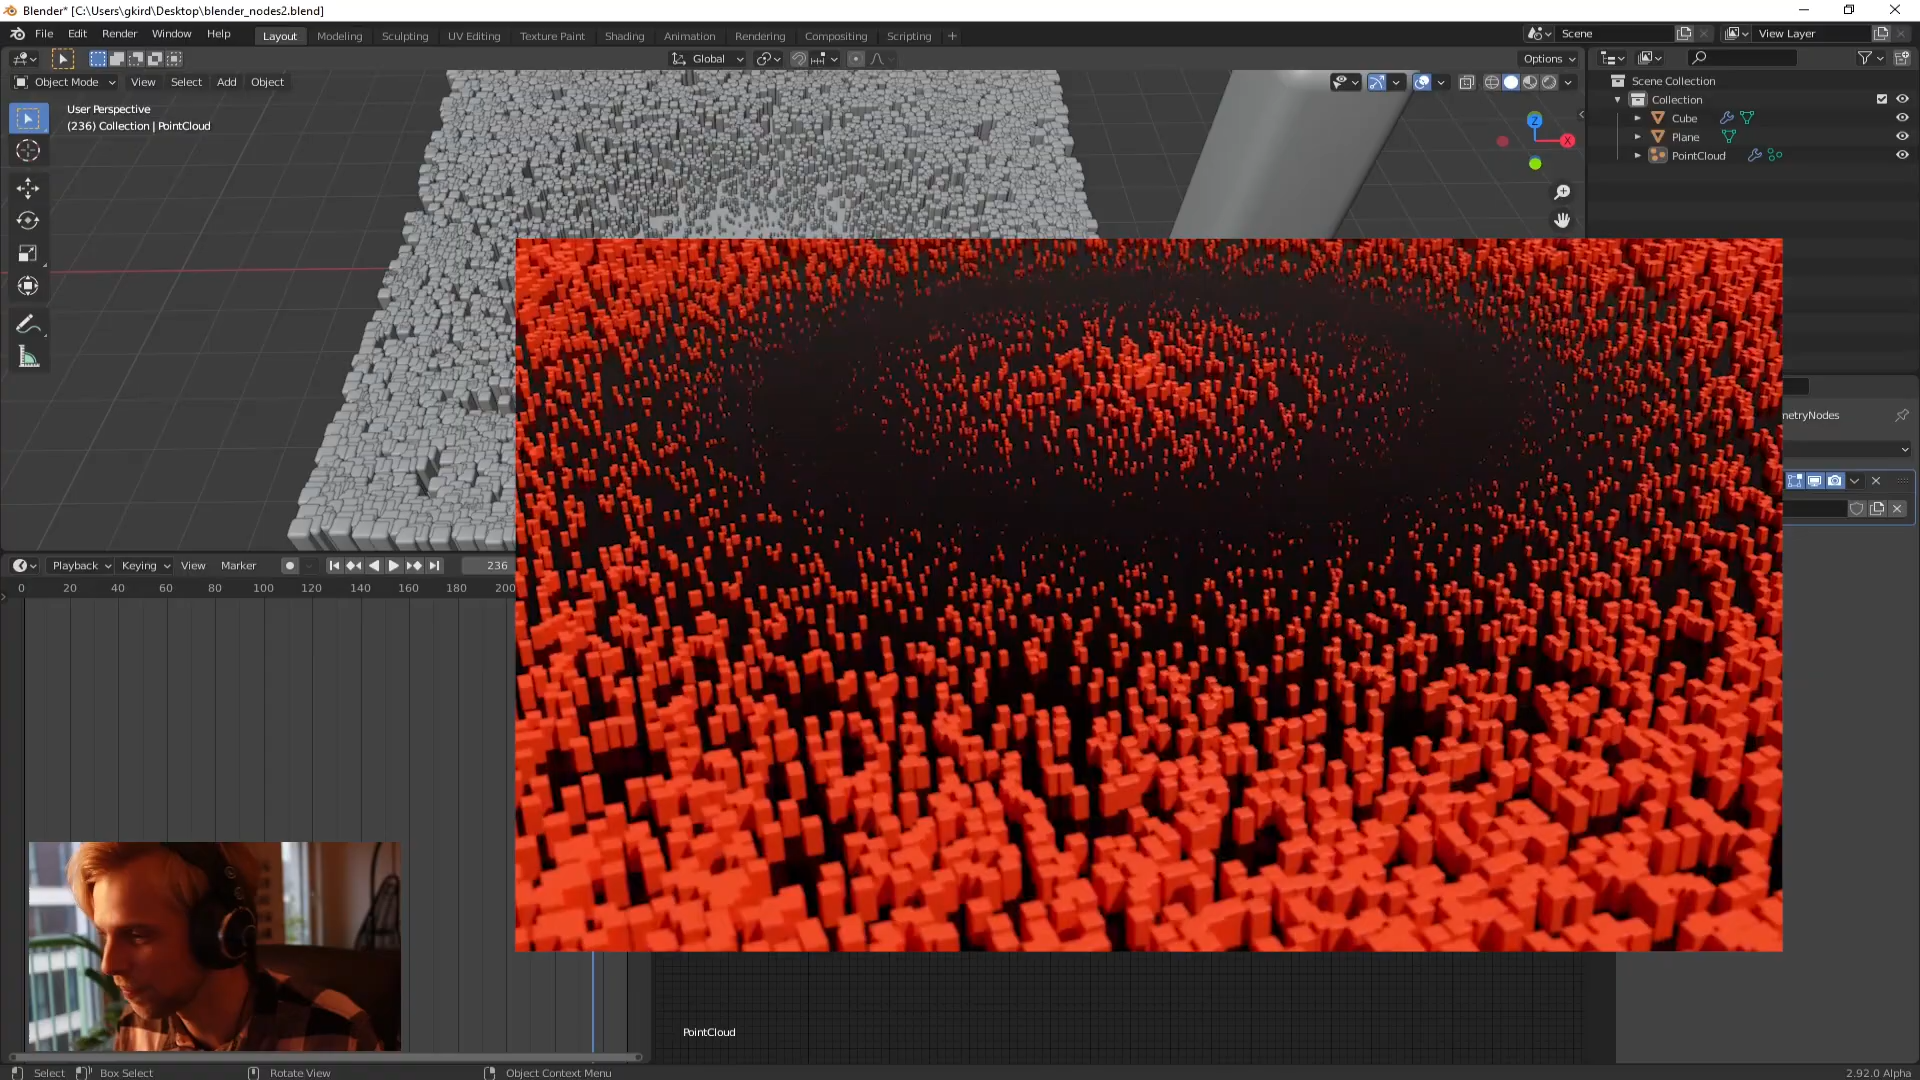 Blender* [C:\Users\gkird\Desktop\blender_nodes2.blend]
File Edit Render Window Help Layout Modeling Sculpting UV Editing Texture Paint Shading Animation Rendering Compositing Scripting + Scene View Layer
Global Options
Object Mode View Select Add Object
User Perspective
(236) Collection | PointCloud
Scene Collection
Collection
Cube
Plane
PointCloud
Z
X
metryNodes
Playback Keying View Marker 236
0 20 40 60 80 100 120 140 160 180 200
PointCloud
Select Box Select Rotate View Object Context Menu 2.92.0 Alpha